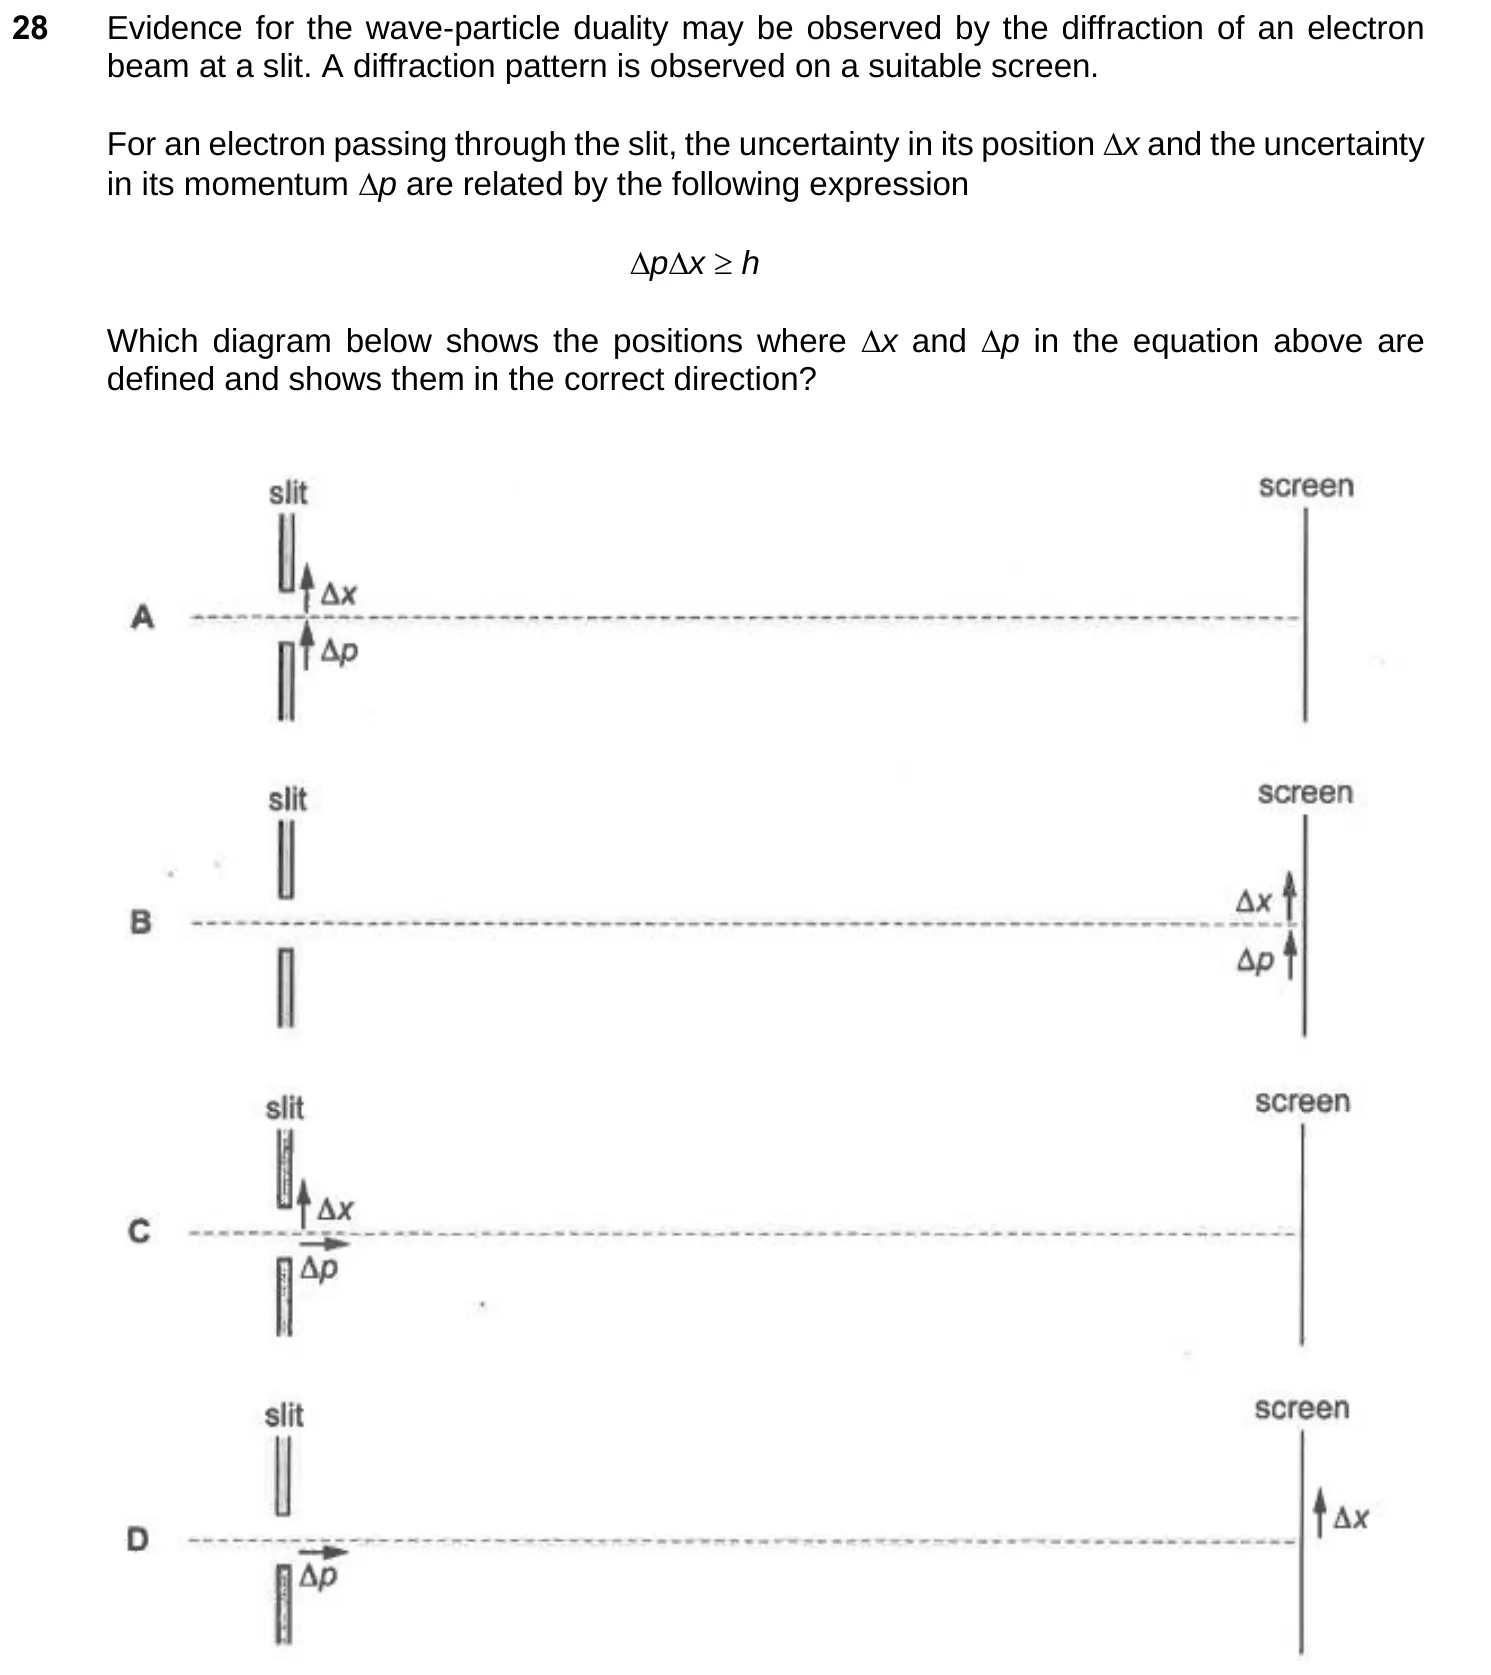 28 Evidence for the wave-particle duality may be observed by the diffraction of an electron
beam at a slit. A diffraction pattern is observed on a suitable screen.
For an electron passing through the slit, the uncertainty in its position Δx and the uncertainty
in its momentum Δp are related by the following expression
ΔpΔx ≥ h
Which diagram below shows the positions where Δx and Δp in the equation above are
defined and shows them in the correct direction?
slit screen
Δx
A
Δp
slit screen
Δx
B
Δp
slit screen
Δx
C
Δp
slit screen
Δx
D
Δp